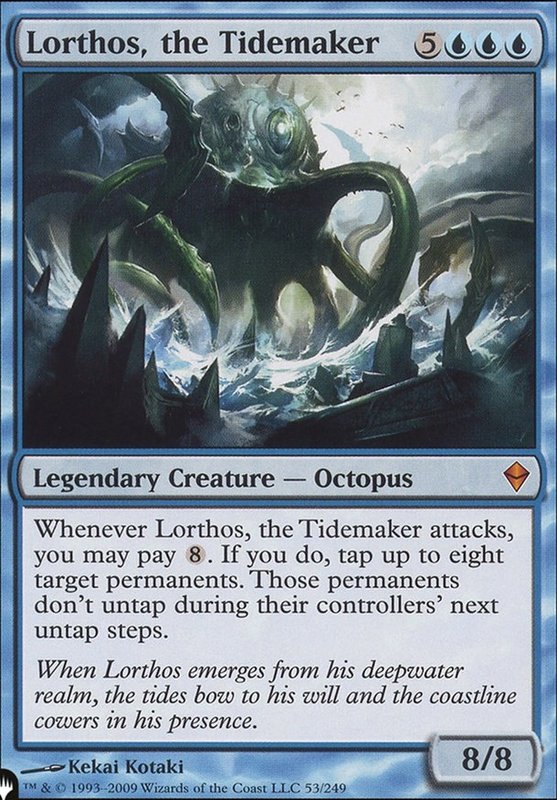 Lorthos, the Tidemaker 5
Legendary Creature — Octopus
Whenever Lorthos, the Tidemaker attacks,
you may pay 8. If you do, tap up to eight
target permanents. Those permanents
don't untap during their controllers' next
untap steps.
When Lorthos emerges from his deepwater
realm, the tides bow to his will and the coastline
cowers in his presence.
8/8
Kekai Kotaki
™ & © 1993–2009 Wizards of the Coast LLC 53/249